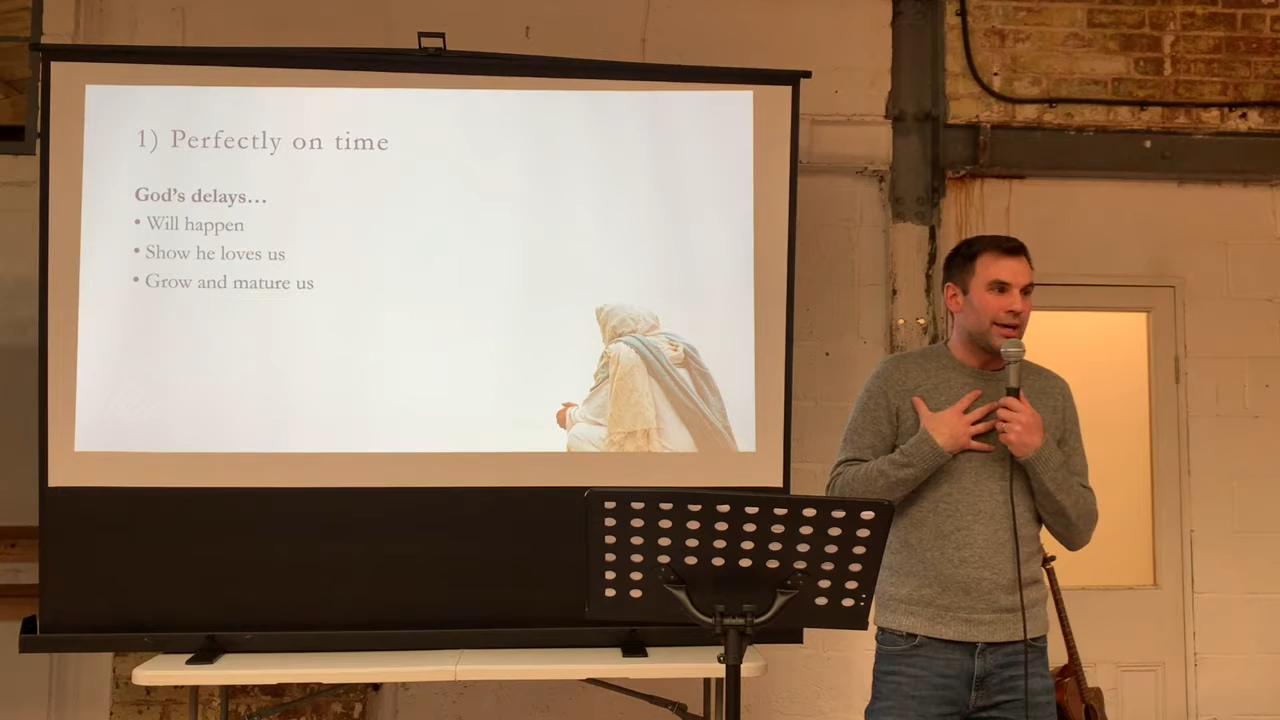 1) Perfectly on time
God's delays…
• Will happen
• Show he loves us
• Grow and mature us